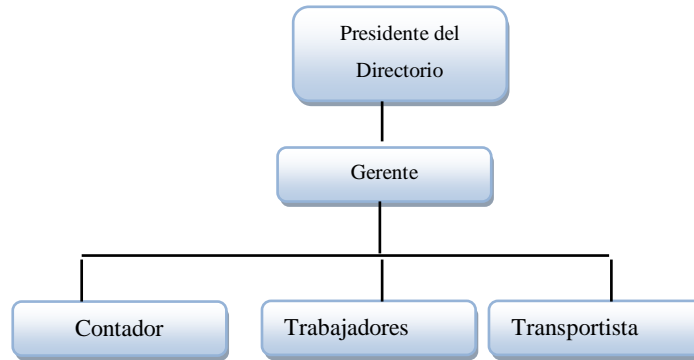 Presidente del
Directorio
Gerente
Contador
Trabajadores
Transportista